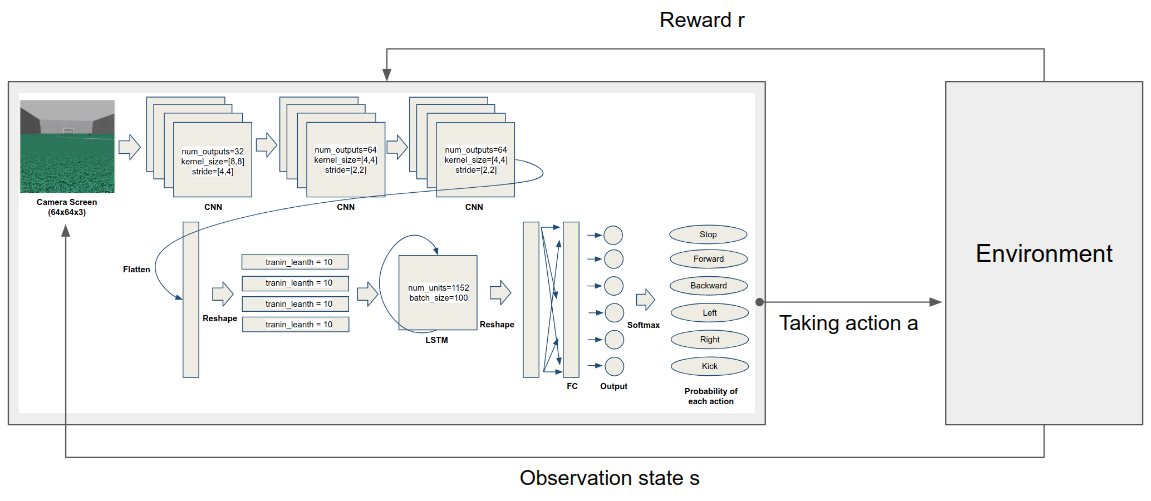 Reward r
num_outputs=32
kernel_size=[8,8]
stride=[4,4]
num_outputs=64
kernel_size=[4,4]
stride=[2,2]
num_outputs=64
kernel_size=[4,4]
stride=[2,2]
Camera Screen
(64x64x3)
CNN
CNN
CNN
Flatten
Reshape
tranin_leanth = 10
tranin_leanth = 10
tranin_leanth = 10
tranin_leanth = 10
num_units=1152
batch_size=100
LSTM
Reshape
FC
Output
Softmax
Stop
Forward
Backward
Left
Right
Kick
Probability of
each action
Taking action a
Environment
Observation state s